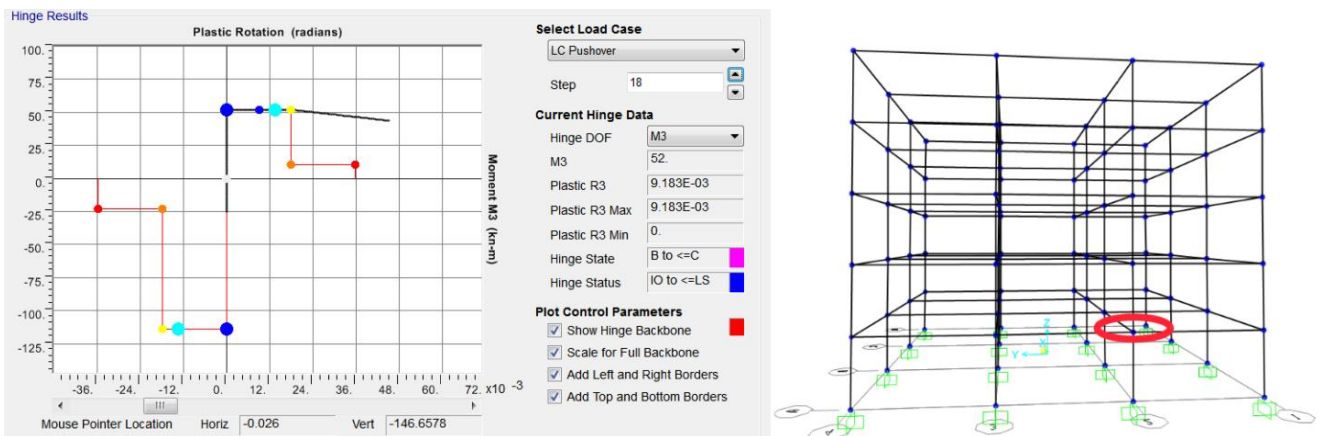 Hinge Results
Plastic Rotation (radians)
100.
75.
50.
25.
0.
-25.
-50.
-75.
-100.
-125.
Moment M3 (kn-m)
-36. -24. -12. 0. 12. 24. 36. 48. 60. 72. x10 -3
Mouse Pointer Location Horiz -0.026 Vert -146.6578
Select Load Case
LC Pushover
Step 18
Current Hinge Data
Hinge DOF M3
M3 52.
Plastic R3 9.183E-03
Plastic R3 Max 9.183E-03
Plastic R3 Min 0.
Hinge State B to <=C
Hinge Status IO to <=LS
Plot Control Parameters
Show Hinge Backbone
Scale for Full Backbone
Add Left and Right Borders
Add Top and Bottom Borders
Z
X
Y
3
2
1